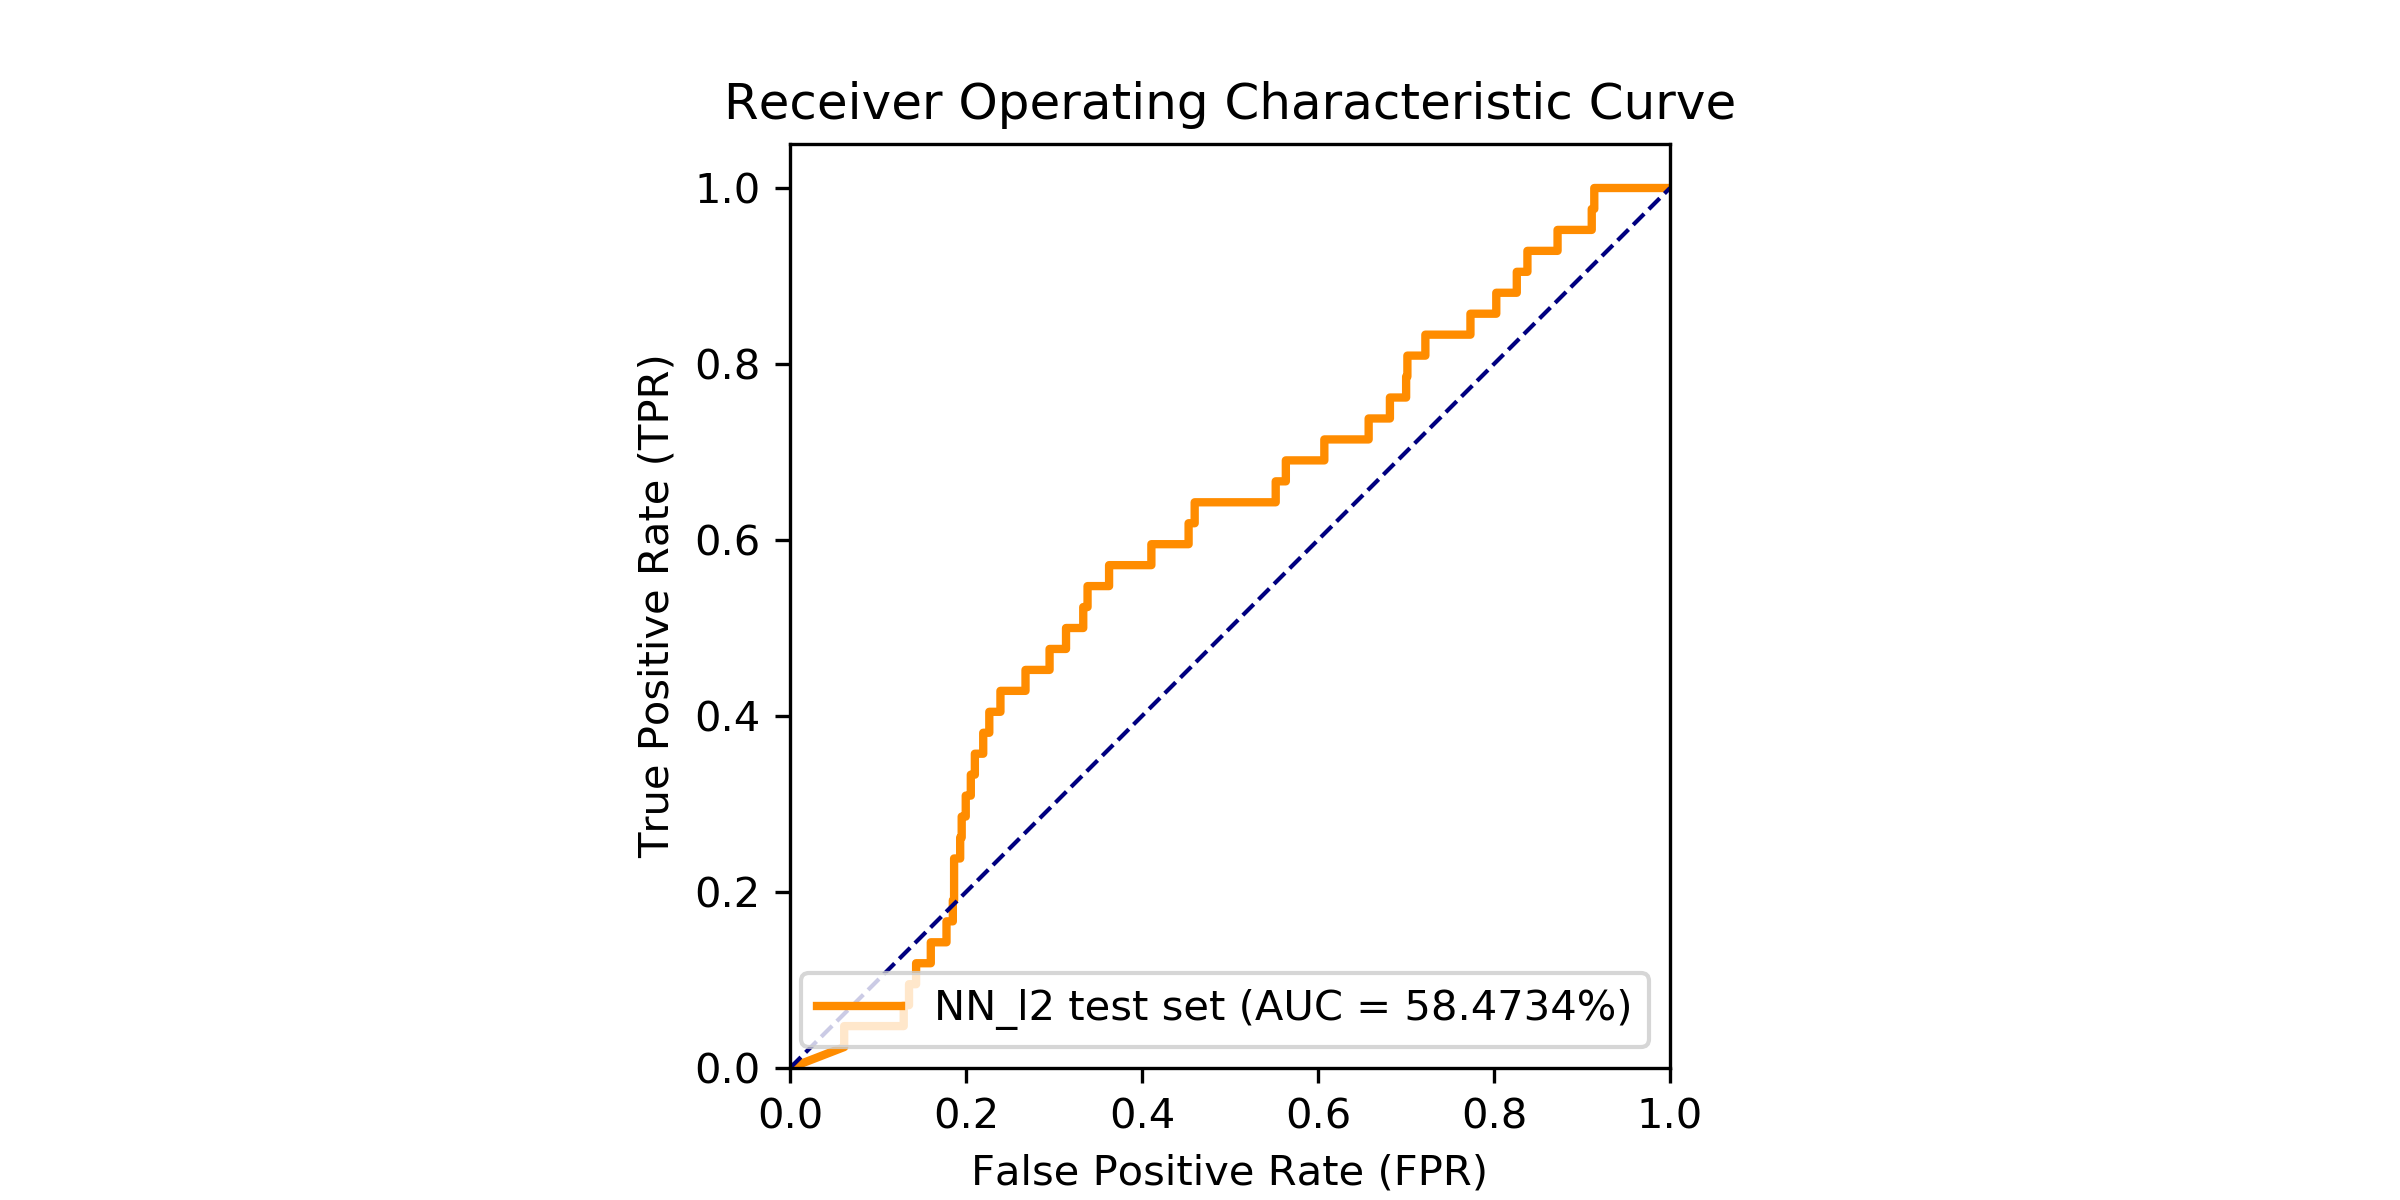 Receiver Operating Characteristic Curve
1.0
0.8
0.6
0.4
0.2
0.0
True Positive Rate (TPR)
NN_l2 test set (AUC = 58.4734%)
0.0 0.2 0.4 0.6 0.8 1.0
False Positive Rate (FPR)